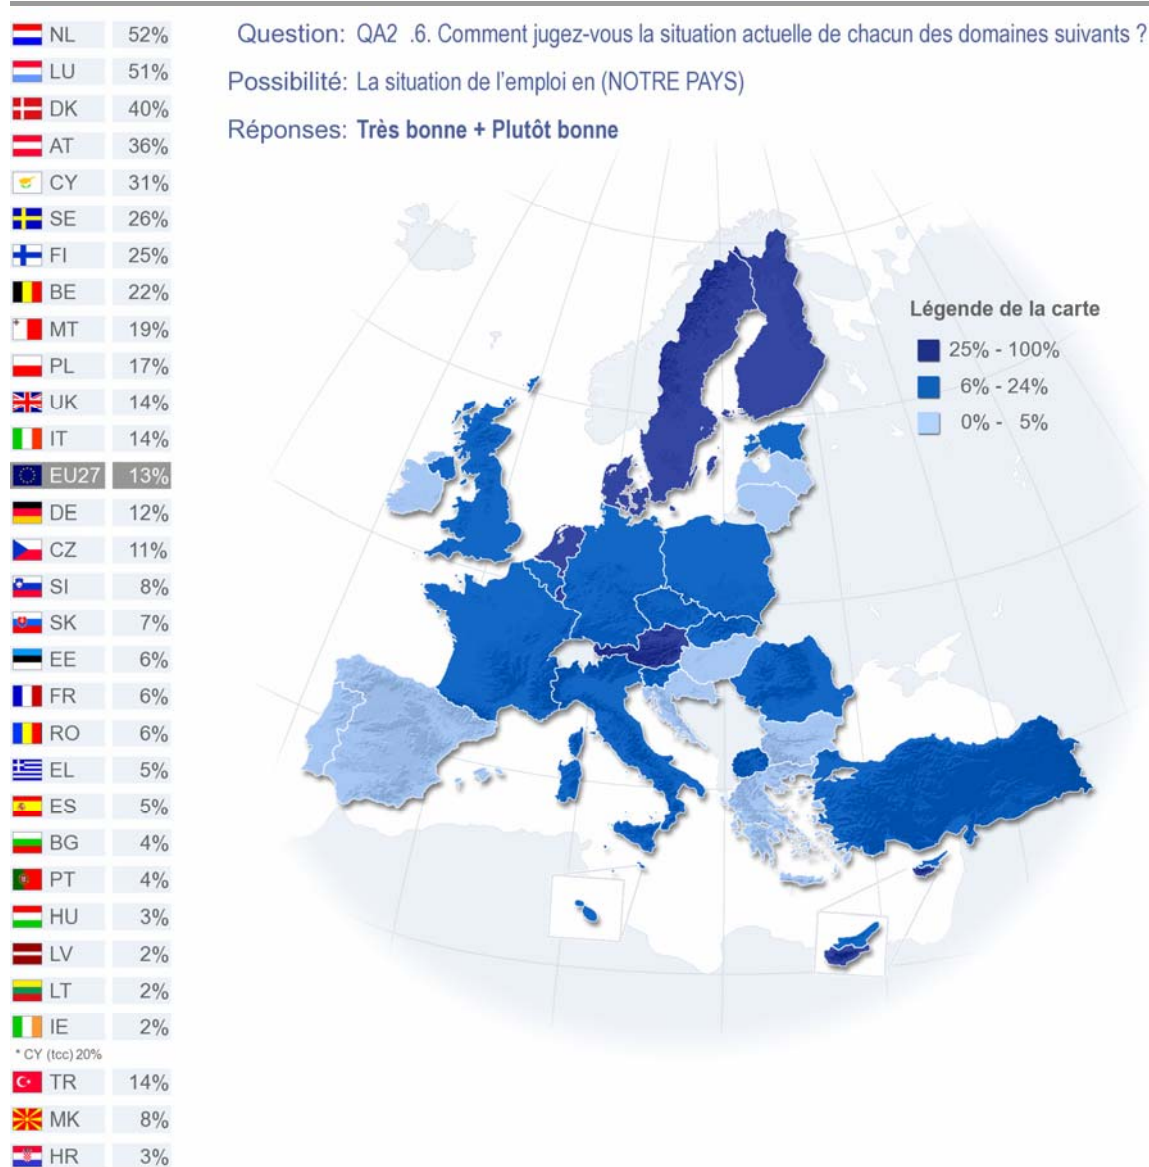 Question: QA2 .6. Comment jugez-vous la situation actuelle de chacun des domaines suivants ?
Possibilité: La situation de l'emploi en (NOTRE PAYS)
Réponses: Très bonne + Plutôt bonne
NL 52%
LU 51%
DK 40%
AT 36%
CY 31%
SE 26%
FI 25%
BE 22%
MT 19%
PL 17%
UK 14%
IT 14%
EU27 13%
DE 12%
CZ 11%
SI 8%
SK 7%
EE 6%
FR 6%
RO 6%
EL 5%
ES 5%
BG 4%
PT 4%
HU 3%
LV 2%
LT 2%
IE 2%
* CY (tcc) 20%
TR 14%
MK 8%
HR 3%
Légende de la carte
25% - 100%
6% - 24%
0% - 5%